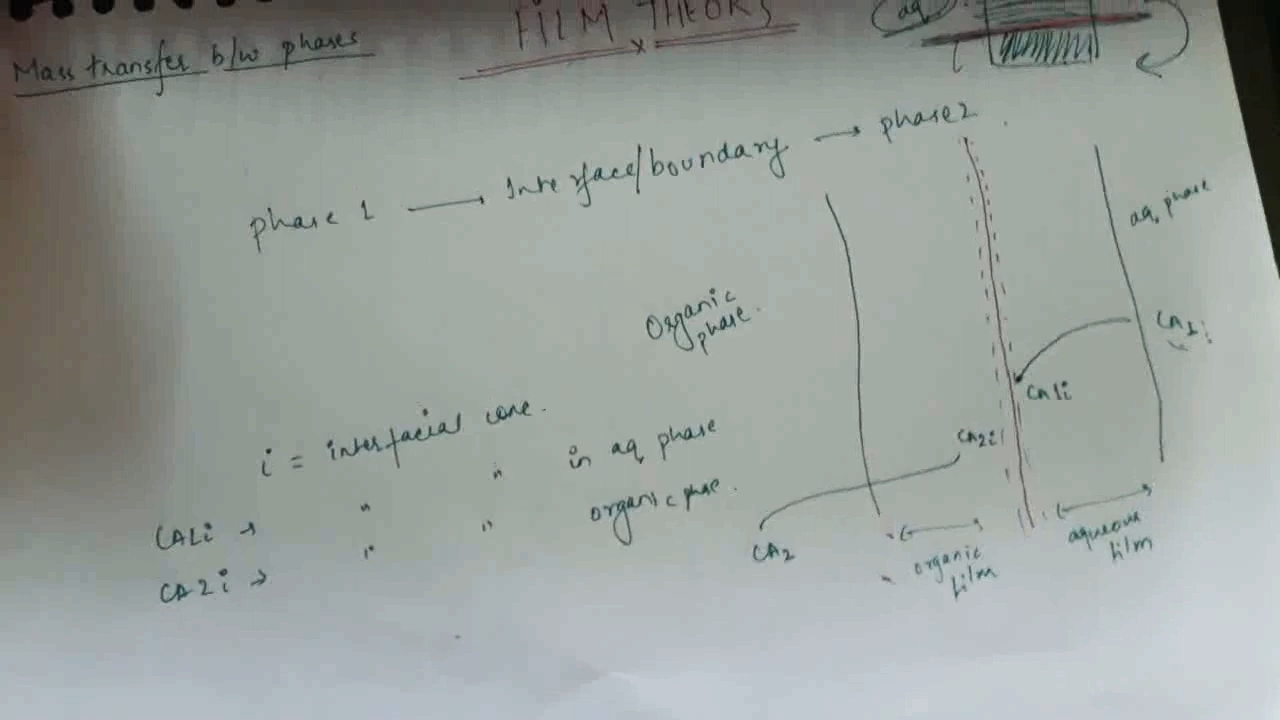 FILM THEORY
Mass transfer b/w phases
aq
phase 1 → Interface/boundary → phase 2
aq. phase
Organic
phase.
CA1i
CA1i
i = interfacial conc.
CA1i → " " in aq phase
CA2i → " " organic phase.
CA2i
CA2
organic
film
aqueous
film